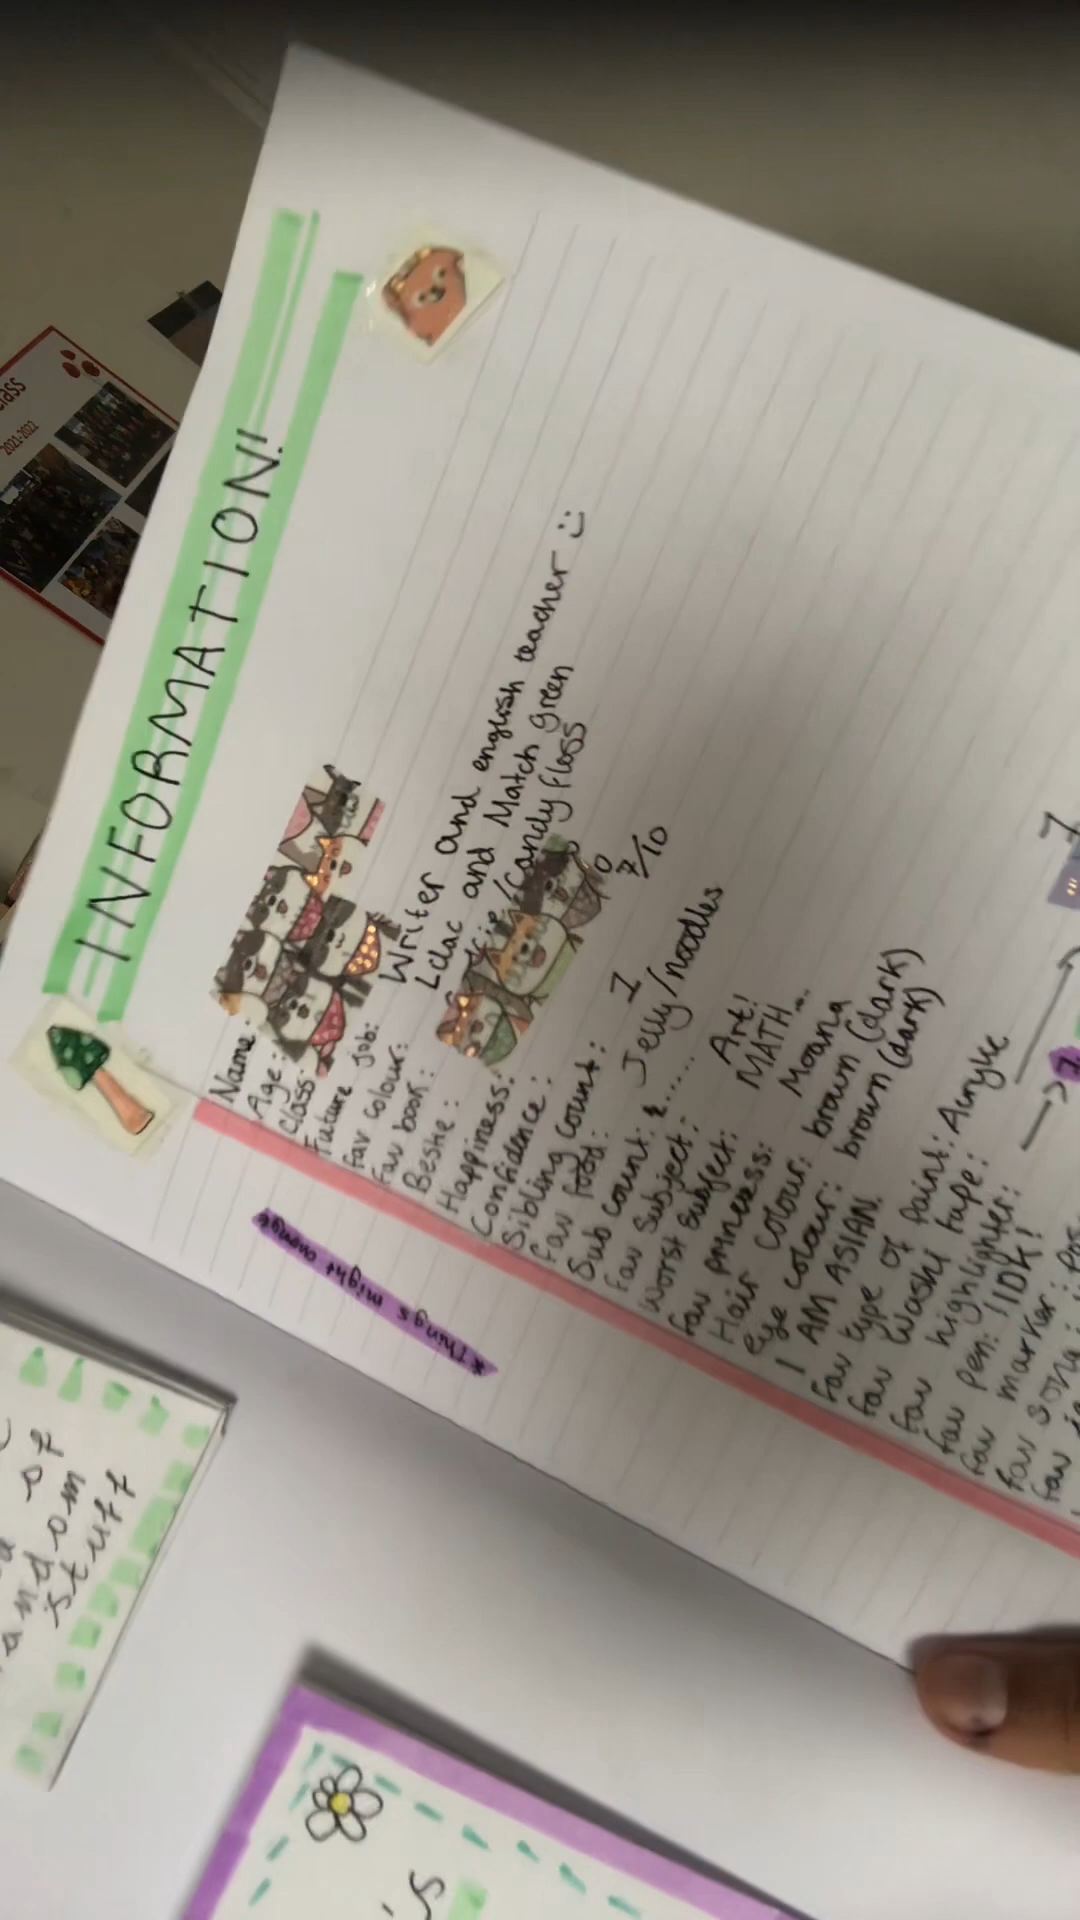 INFORMATION!
Name:
Age:
Class:
Future job: Writer and english teacher
Fav colour: Lilac and Match green
Fav book: /Candy floss
Bestie:
Happiness:
Confidence: 7/10
Sibling count: 1
Fav food: Jelly/noodles
Sub count:
Fav subject: Art!
Worst subject: MATH...
Fav princess: Moana
Hair colour: brown (dark)
eye colour: brown (dark)
I AM ASIAN.
Fav type of paint: Acrylic
Fav Washi tape:
Fav highlighter:
Fav pen: IIDK!
Fav marker:
Fav song:
Fav
*Things might change
of
random
stuff
2021-2022